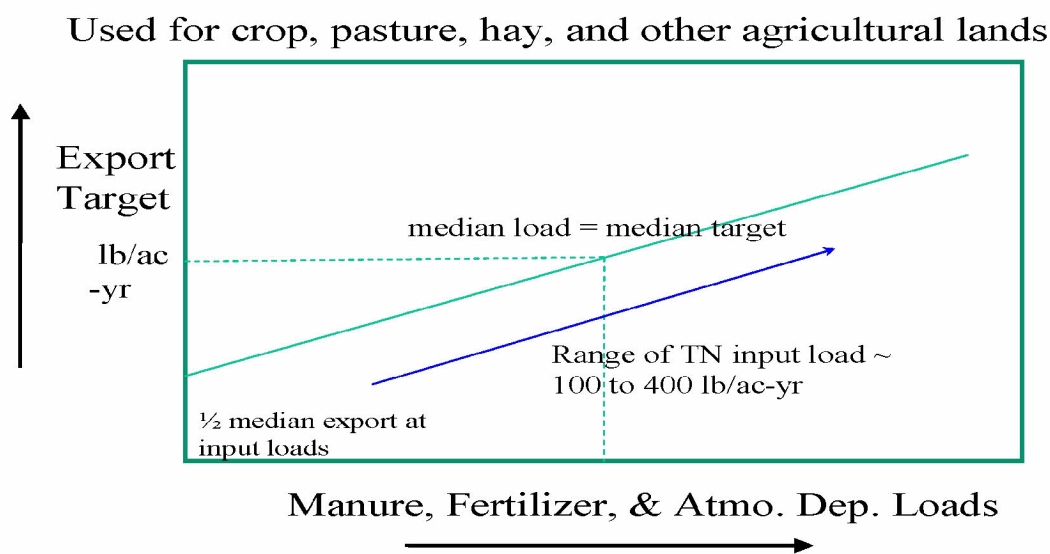 Used for crop, pasture, hay, and other agricultural lands
Export
Target
lb/ac
-yr
median load = median target
Range of TN input load ~
100 to 400 lb/ac-yr
½ median export at
input loads
Manure, Fertilizer, & Atmo. Dep. Loads